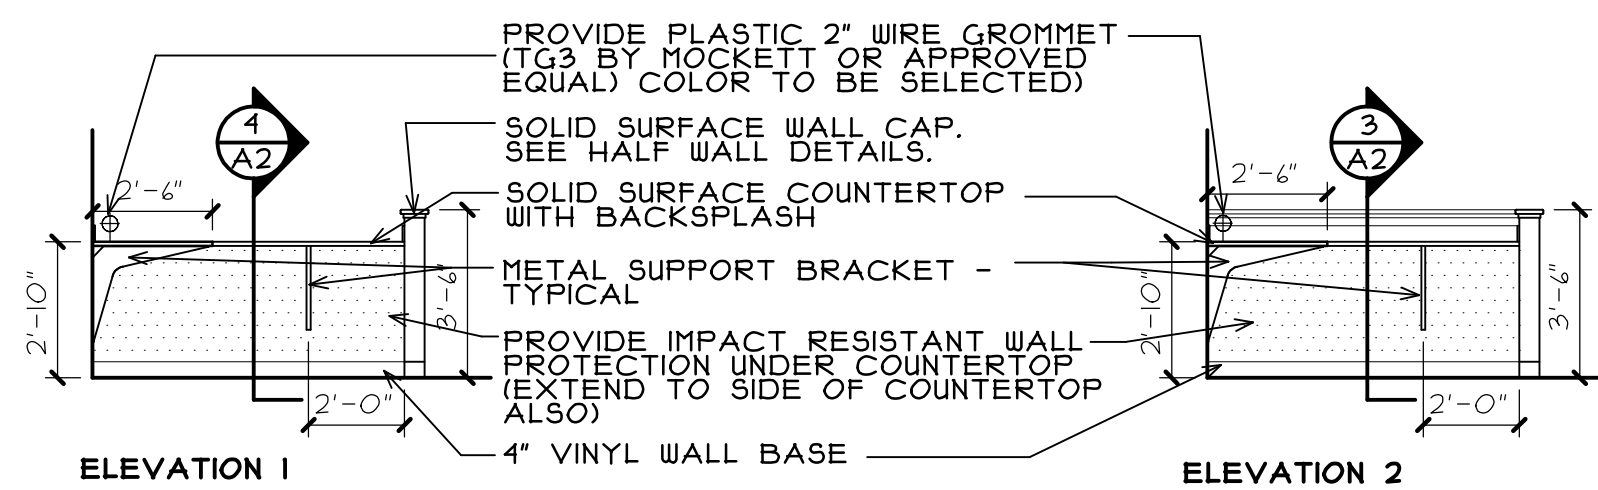 PROVIDE PLASTIC 2" WIRE GROMMET
(TG3 BY MOCKETT OR APPROVED
EQUAL) COLOR TO BE SELECTED)
4
A2
3
A2
SOLID SURFACE WALL CAP.
SEE HALF WALL DETAILS.
2'-6"
2'-6"
SOLID SURFACE COUNTERTOP
WITH BACKSPLASH
METAL SUPPORT BRACKET -
TYPICAL
2'-10"
3'-6"
2'-10"
3'-6"
PROVIDE IMPACT RESISTANT WALL
PROTECTION UNDER COUNTERTOP
(EXTEND TO SIDE OF COUNTERTOP
ALSO)
2'-0"
2'-0"
4" VINYL WALL BASE
ELEVATION 1
ELEVATION 2